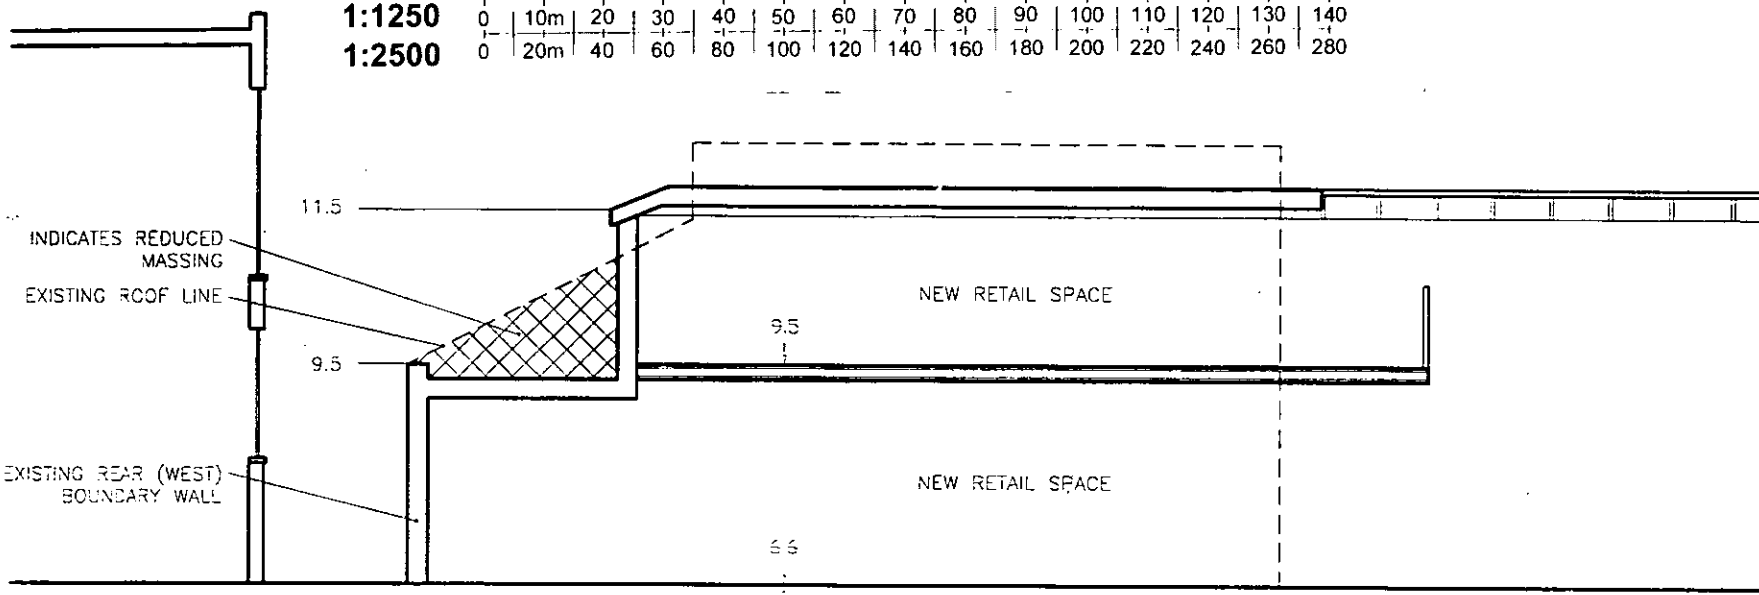 1:1250 0 10m 20 30 40 50 60 70 80 90 100 110 120 130 140
1:2500 0 20m 40 60 80 100 120 140 160 180 200 220 240 260 280
11.5
INDICATES REDUCED
MASSING
EXISTING ROOF LINE
NEW RETAIL SPACE
9.5
9.5
EXISTING REAR (WEST)
BOUNDARY WALL
NEW RETAIL SPACE
6.6